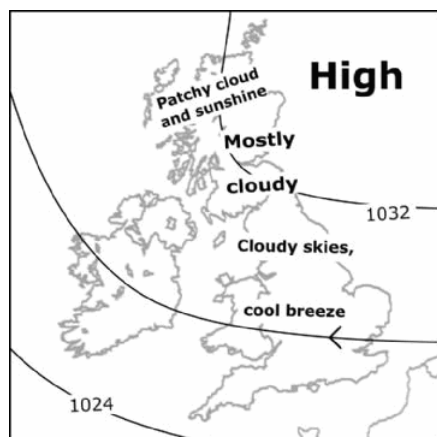 High
Patchy cloud
and sunshine
Mostly
cloudy
1032
Cloudy skies,
cool breeze
1024